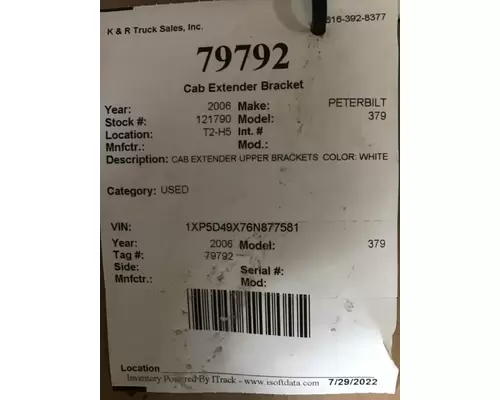 K & R Truck Sales, Inc. 616-392-8377
79792
Cab Extender Bracket
Year: 2006 Make: PETERBILT
Stock #: 121790 Model: 379
Location: T2-H5 Int. #
Mnfctr.: Mod.:
Description: CAB EXTENDER UPPER BRACKETS COLOR: WHITE
Category: USED
VIN: 1XP5D49X76N877581
Year: 2006 Model: 379
Tag #: 79792
Side: Serial #:
Mnfctr.: Mod:
Location
Inventory Powered By ITrack - www.isoftdata.com 7/29/2022